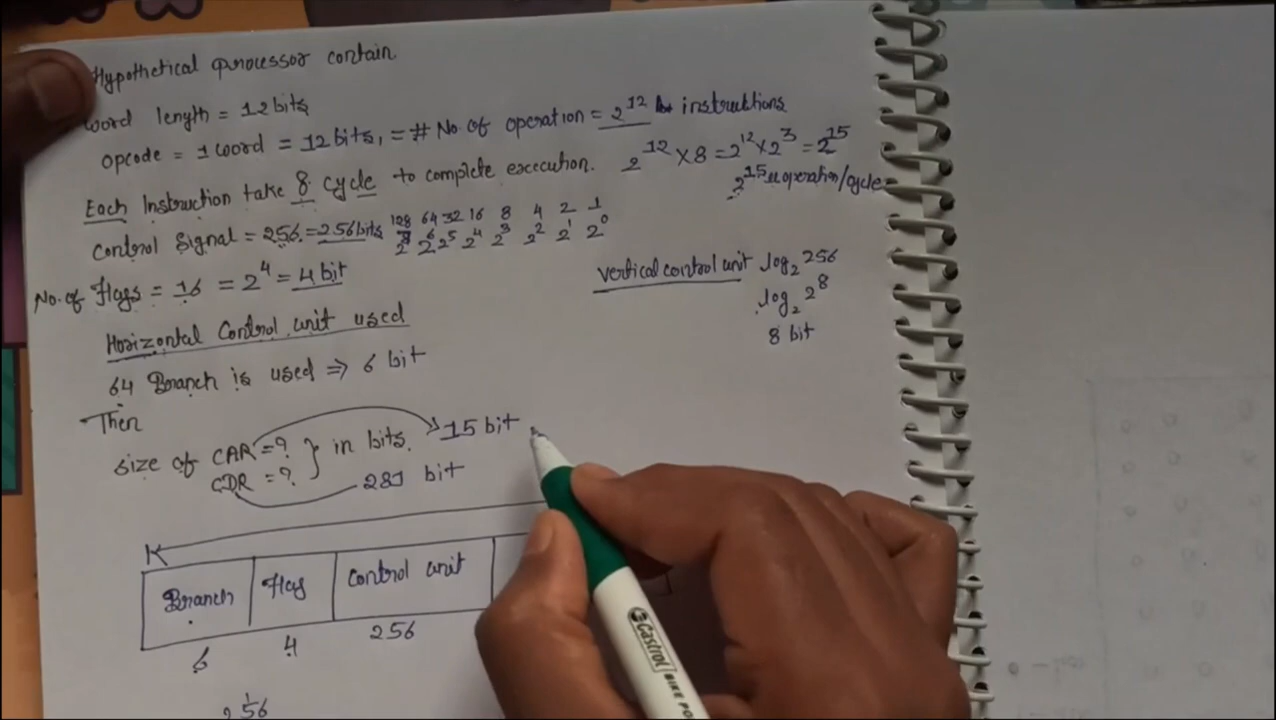 Hypothetical processor contain
word length = 12 bits
opcode = 1 word = 12 bits, = # No. of operation = 2^12 instructions
Each Instruction take 8 cycle to complete execution. 2^12 × 8 = 2^12 × 2^3 = 2^15
2^15 μ operation/cycle
Control Signal = 256 = 256 bits 128 64 32 16 8 4 2 1
2^7 2^6 2^5 2^4 2^3 2^2 2^1 2^0
No. of Flags = 16 = 2^4 = 4 bit
Vertical control unit log₂ 256
log₂ 2^8
8 bit
Horizontal Control unit used
64 Branch is used ⇒ 6 bit
Then
size of CAR = ? } in bits. 15 bit
CDR = ? 281 bit
Branch Flag Control unit
6 4 256
1
256
Castrol
BIKE PO